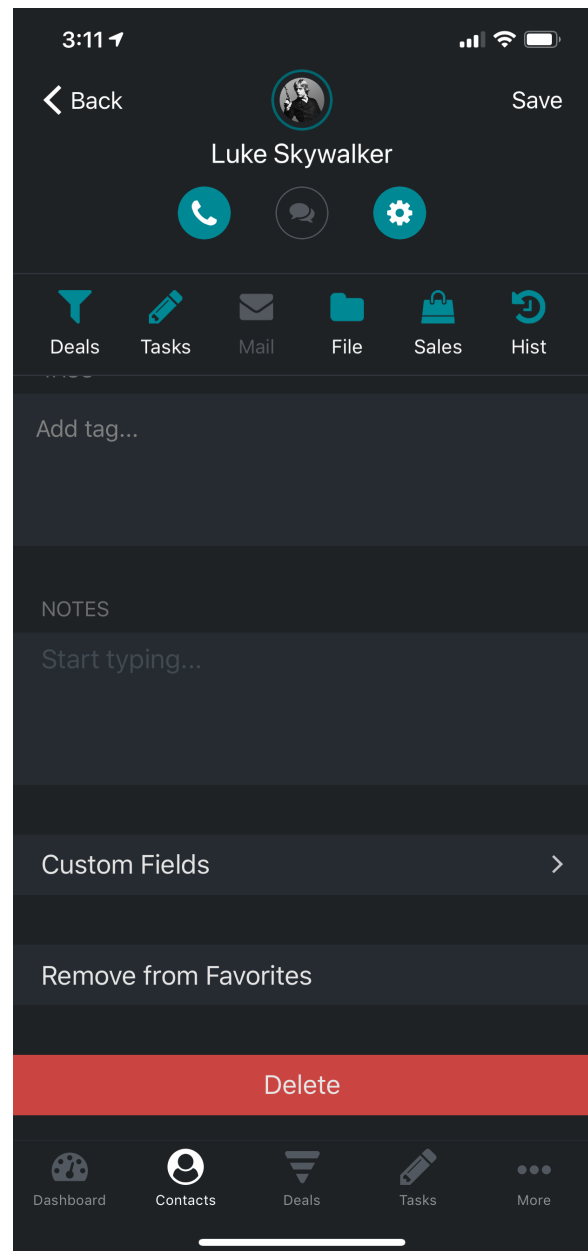 3:11
Back
Save
Luke Skywalker
Deals Tasks Mail File Sales Hist
Add tag...
NOTES
Start typing...
Custom Fields
Remove from Favorites
Delete
Dashboard Contacts Deals Tasks More